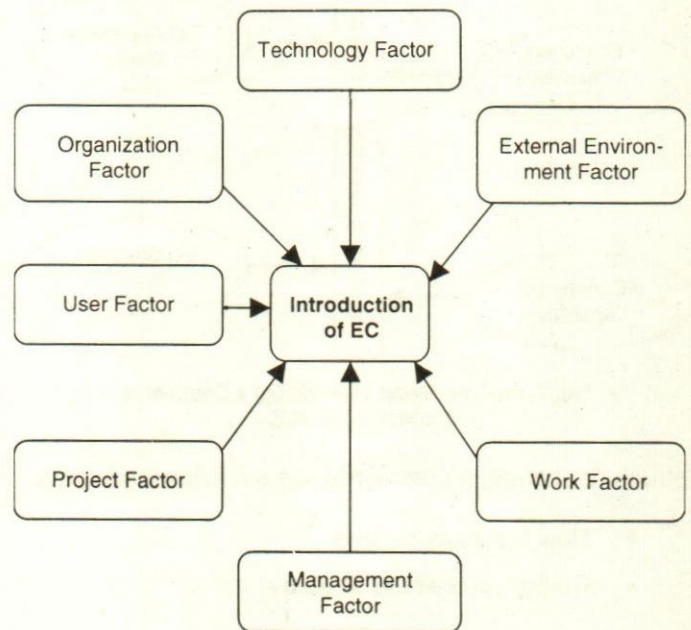 Technology Factor
Organization
Factor
External Environ-
ment Factor
User Factor
Introduction
of EC
Project Factor
Work Factor
Management
Factor